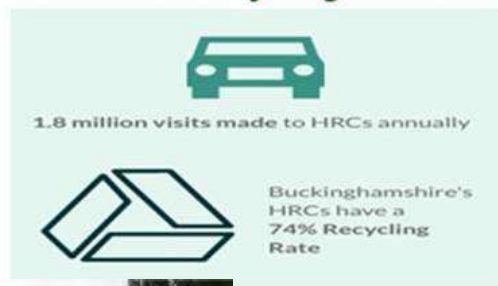 1.8 million visits made to HRCs annually
Buckinghamshire's
HRCs have a
74% Recycling
Rate